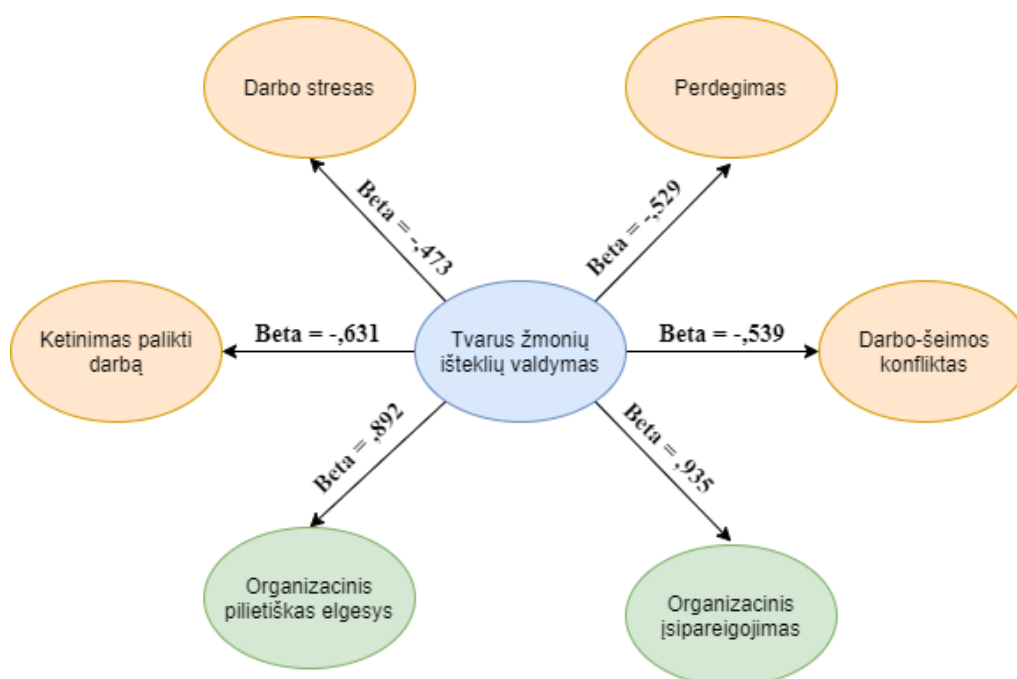 Darbo stresas
Perdegimas
Beta = -,473
Beta = -,529
Ketinimas palikti
darbą
Beta = -,631
Tvarus žmonių
išteklių valdymas
Beta = -,539
Darbo-šeimos
konfliktas
Beta = ,892
Beta = ,935
Organizacinis
pilietiškas elgesys
Organizacinis
įsipareigojimas